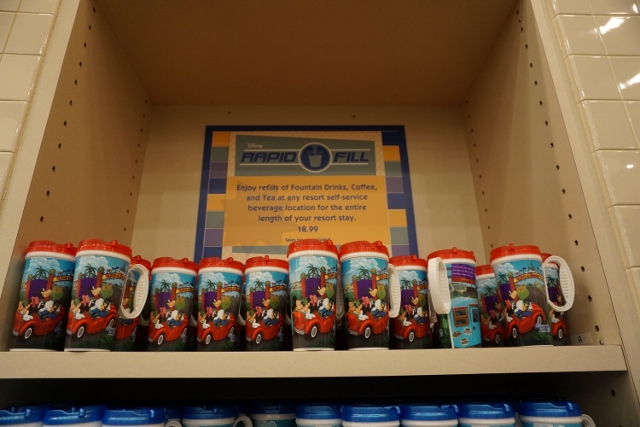 Disney
RAPID FILL
Enjoy refills of Fountain Drinks, Coffee,
and Tea at any resort self-service
beverage location for the entire
length of your resort stay.
18.99